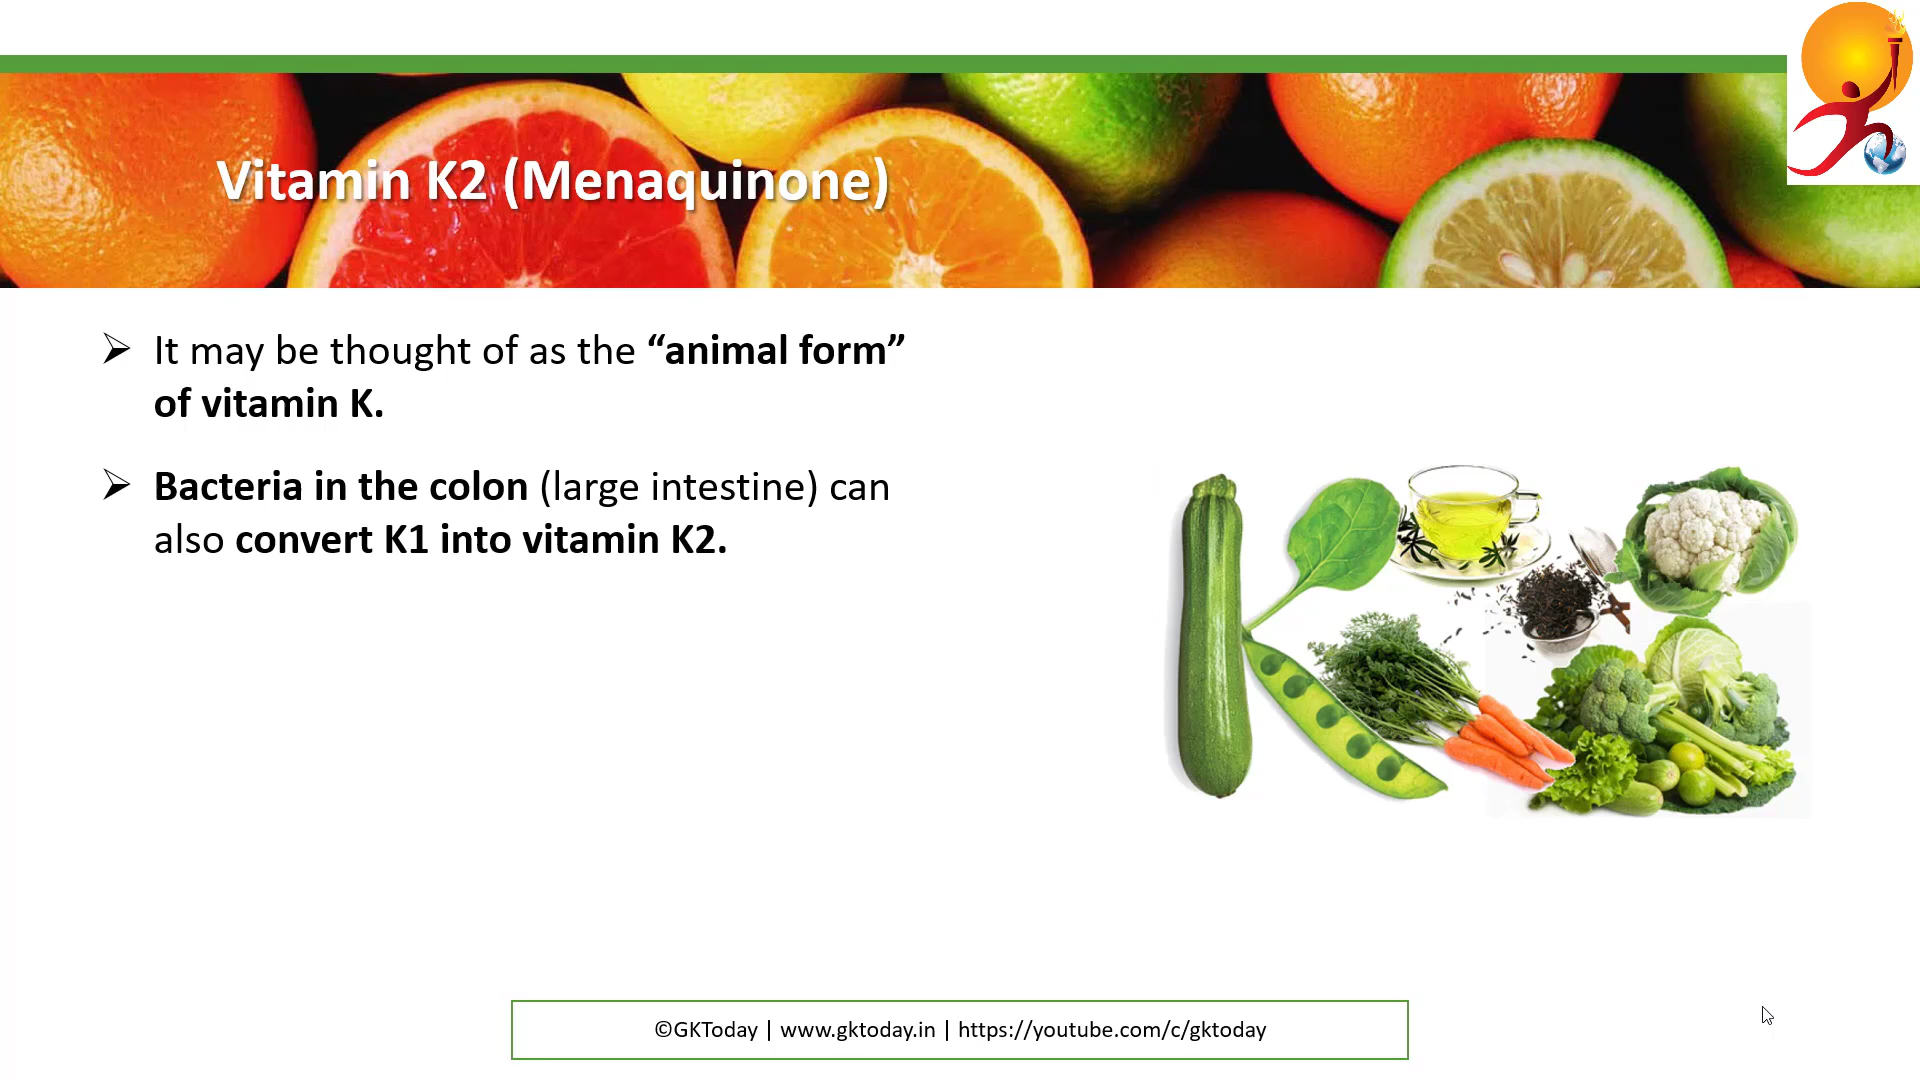 Vitamin K2 (Menaquinone)
➢ It may be thought of as the “animal form”
of vitamin K.
➢ Bacteria in the colon (large intestine) can
also convert K1 into vitamin K2.
©GKToday | www.gktoday.in | https://youtube.com/c/gktoday